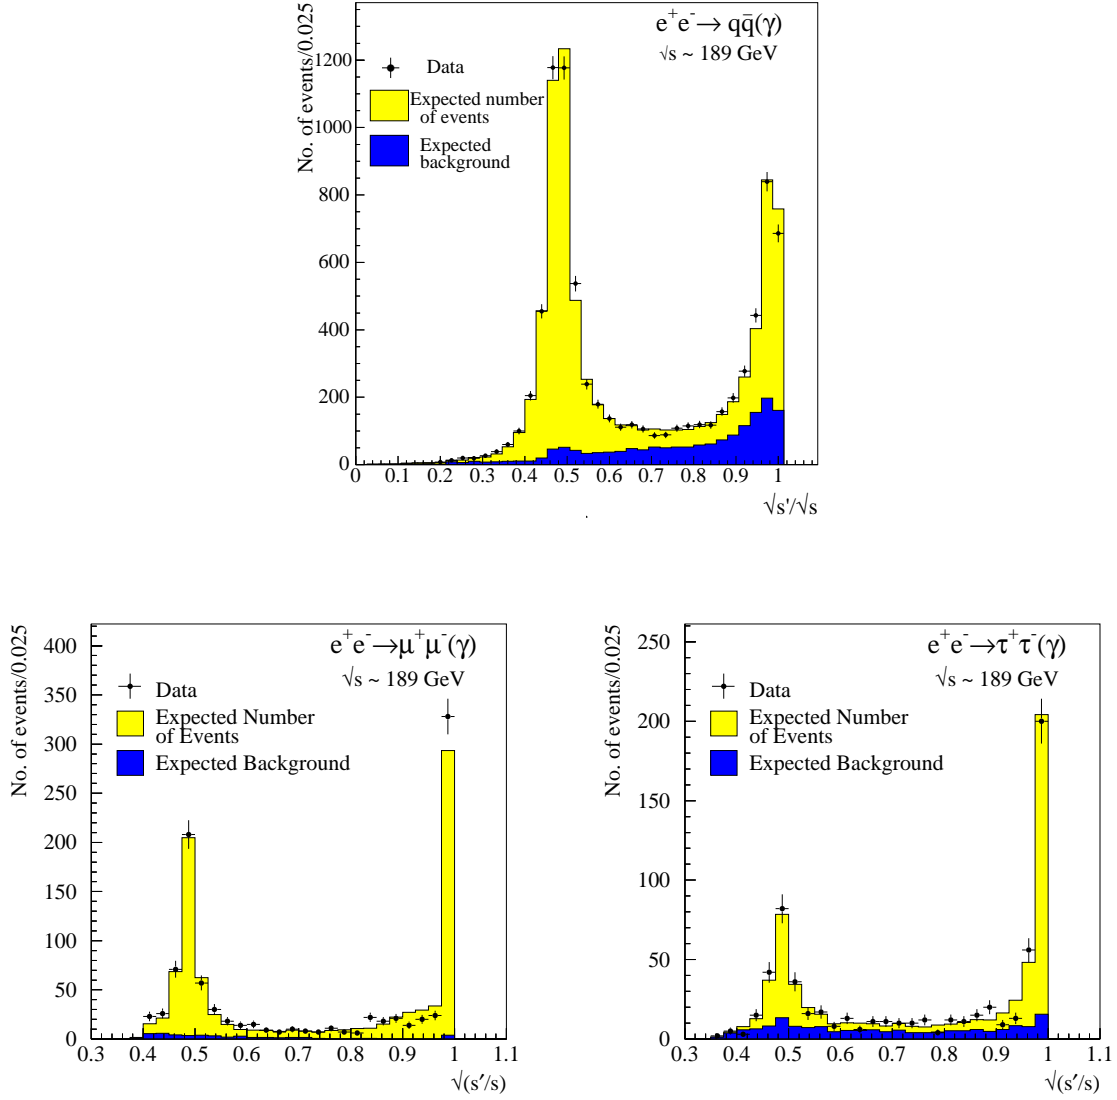 No. of events/0.025
e⁺e⁻→ qq̄(γ)
√s ~ 189 GeV
Data
Expected number
of events
Expected
background
1200
1000
800
600
400
200
0
0 0.1 0.2 0.3 0.4 0.5 0.6 0.7 0.8 0.9 1
√s'/√s
No. of events/0.025
e⁺e⁻→μ⁺μ⁻(γ)
√s ~ 189 GeV
Data
Expected Number
of Events
Expected Background
400
350
300
250
200
150
100
50
0
0.3 0.4 0.5 0.6 0.7 0.8 0.9 1 1.1
√(s′/s)
No. of events/0.025
e⁺e⁻→τ⁺τ⁻(γ)
√s ~ 189 GeV
Data
Expected Number
of Events
Expected Background
250
200
150
100
50
0
0.3 0.4 0.5 0.6 0.7 0.8 0.9 1 1.1
√(s′/s)